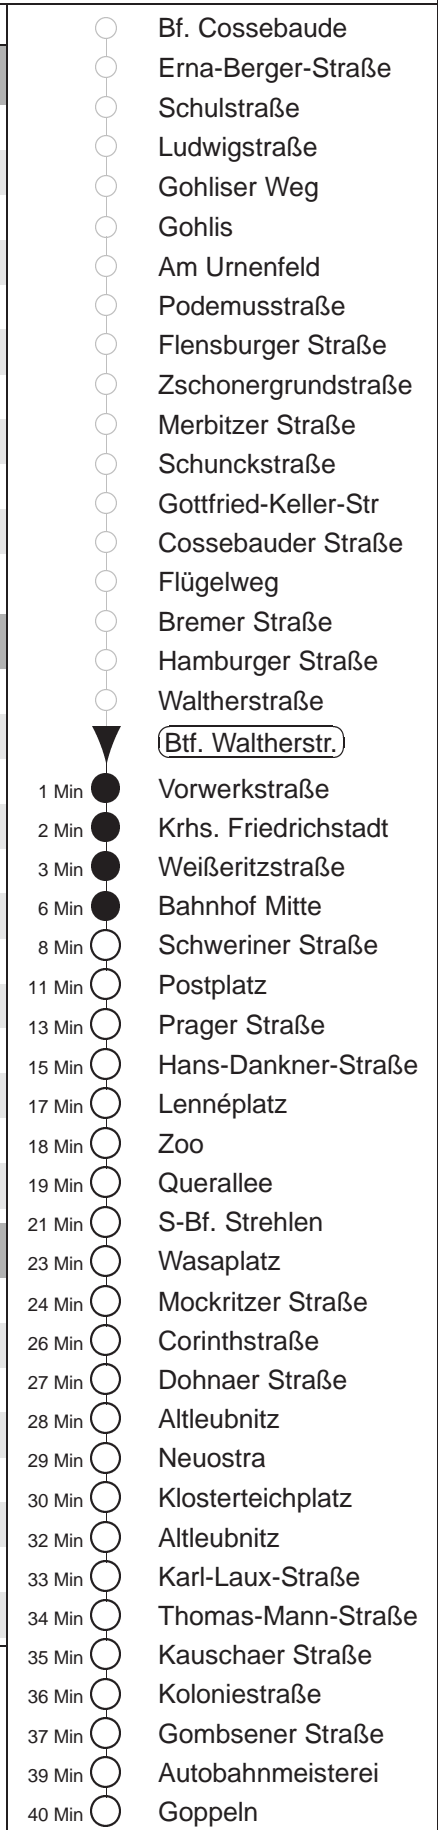 Bf. Cossebaude
Erna-Berger-Straße
Schulstraße
Ludwigstraße
Gohliser Weg
Gohlis
Am Urnenfeld
Podemusstraße
Flensburger Straße
Zschonergrundstraße
Merbitzer Straße
Schunckstraße
Gottfried-Keller-Str
Cossebauder Straße
Flügelweg
Bremer Straße
Hamburger Straße
Waltherstraße
Btf. Waltherstr.
1 Min Vorwerkstraße
2 Min Krhs. Friedrichstadt
3 Min Weißeritzstraße
6 Min Bahnhof Mitte
8 Min Schweriner Straße
11 Min Postplatz
13 Min Prager Straße
15 Min Hans-Dankner-Straße
17 Min Lennéplatz
18 Min Zoo
19 Min Querallee
21 Min S-Bf. Strehlen
23 Min Wasaplatz
24 Min Mockritzer Straße
26 Min Corinthstraße
27 Min Dohnaer Straße
28 Min Altleubnitz
29 Min Neuostra
30 Min Klosterteichplatz
32 Min Altleubnitz
33 Min Karl-Laux-Straße
34 Min Thomas-Mann-Straße
35 Min Kauschaer Straße
36 Min Koloniestraße
37 Min Gombsener Straße
39 Min Autobahnmeisterei
40 Min Goppeln